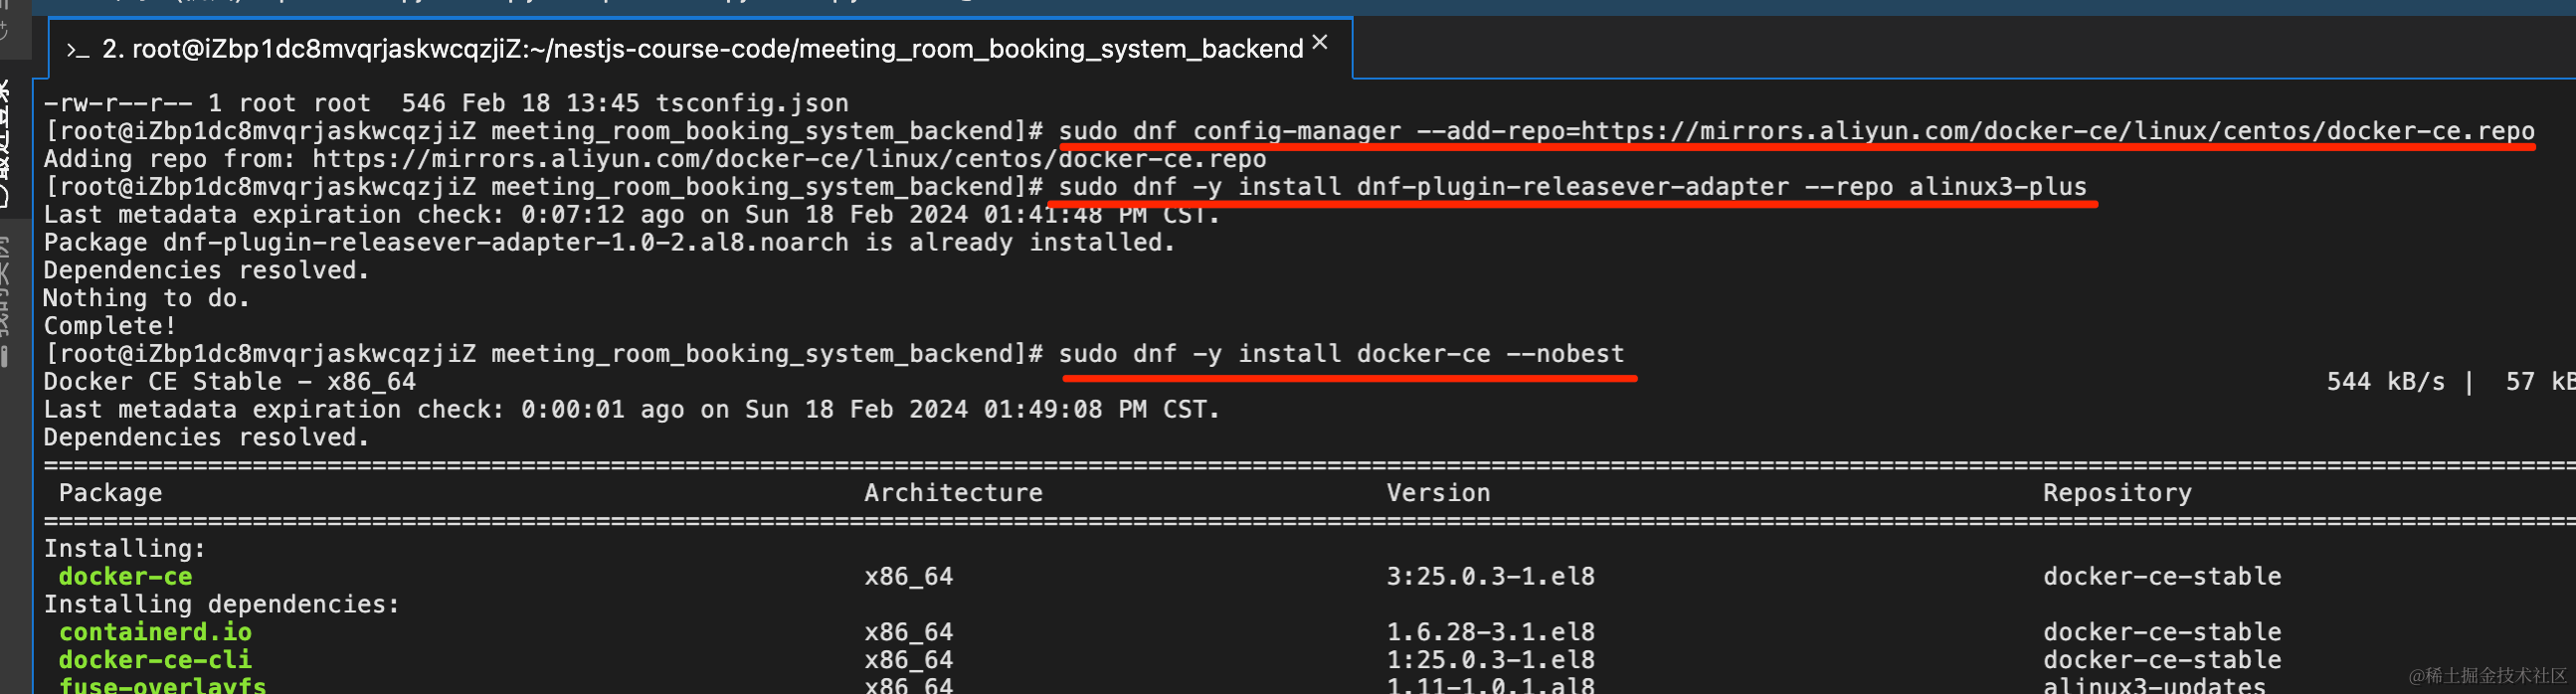 2. root@iZbp1dc8mvqrjaskwcqzjiZ:~/nestjs-course-code/meeting_room_booking_system_backend
-rw-r--r-- 1 root root  546 Feb 18 13:45 tsconfig.json
[root@iZbp1dc8mvqrjaskwcqzjiZ meeting_room_booking_system_backend]# sudo dnf config-manager --add-repo=https://mirrors.aliyun.com/docker-ce/linux/centos/docker-ce.repo
Adding repo from: https://mirrors.aliyun.com/docker-ce/linux/centos/docker-ce.repo
[root@iZbp1dc8mvqrjaskwcqzjiZ meeting_room_booking_system_backend]# sudo dnf -y install dnf-plugin-releasever-adapter --repo alinux3-plus
Last metadata expiration check: 0:07:12 ago on Sun 18 Feb 2024 01:41:48 PM CST.
Package dnf-plugin-releasever-adapter-1.0-2.al8.noarch is already installed.
Dependencies resolved.
Nothing to do.
Complete!
[root@iZbp1dc8mvqrjaskwcqzjiZ meeting_room_booking_system_backend]# sudo dnf -y install docker-ce --nobest
Docker CE Stable - x86_64 544 kB/s |  57 kB
Last metadata expiration check: 0:00:01 ago on Sun 18 Feb 2024 01:49:08 PM CST.
Dependencies resolved.
Package Architecture Version Repository
Installing:
docker-ce x86_64 3:25.0.3-1.el8 docker-ce-stable
Installing dependencies:
containerd.io x86_64 1.6.28-3.1.el8 docker-ce-stable
docker-ce-cli x86_64 1:25.0.3-1.el8 docker-ce-stable
fuse-overlayfs x86_64 1.11-1.0.1.al8 alinux3-updates
@稀土掘金技术社区